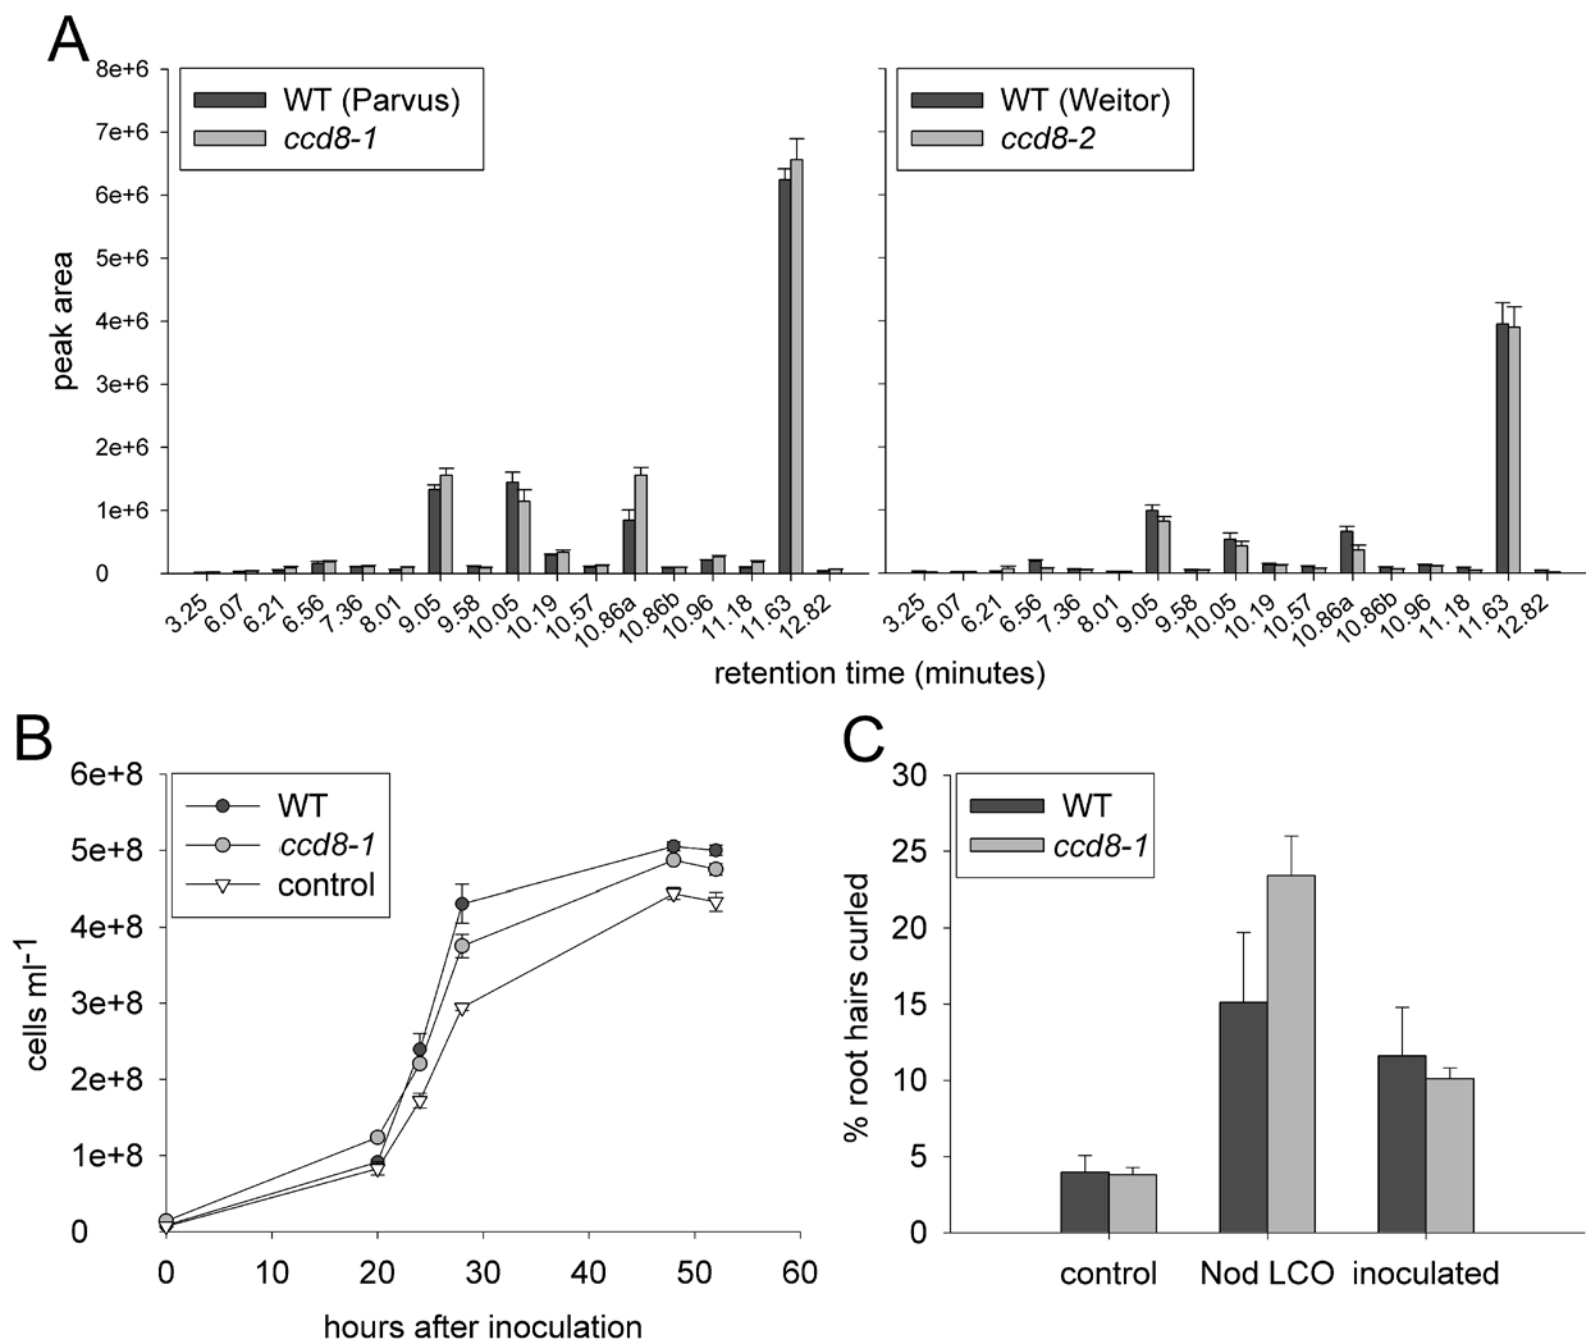 A
8e+6
7e+6
6e+6
5e+6
4e+6
3e+6
2e+6
1e+6
0
peak area
WT (Parvus)
ccd8-1
WT (Weitor)
ccd8-2
3.25 6.07 6.21 6.56 7.36 8.01 9.05 9.58 10.05 10.19 10.57 10.86a 10.86b 10.96 11.18 11.63 12.82
3.25 6.07 6.21 6.56 7.36 8.01 9.05 9.58 10.05 10.19 10.57 10.86a 10.86b 10.96 11.18 11.63 12.82
retention time (minutes)
B
6e+8
5e+8
4e+8
3e+8
2e+8
1e+8
0
cells ml-1
WT
ccd8-1
control
0 10 20 30 40 50 60
hours after inoculation
C
30
25
20
15
10
5
0
% root hairs curled
WT
ccd8-1
control Nod LCO inoculated